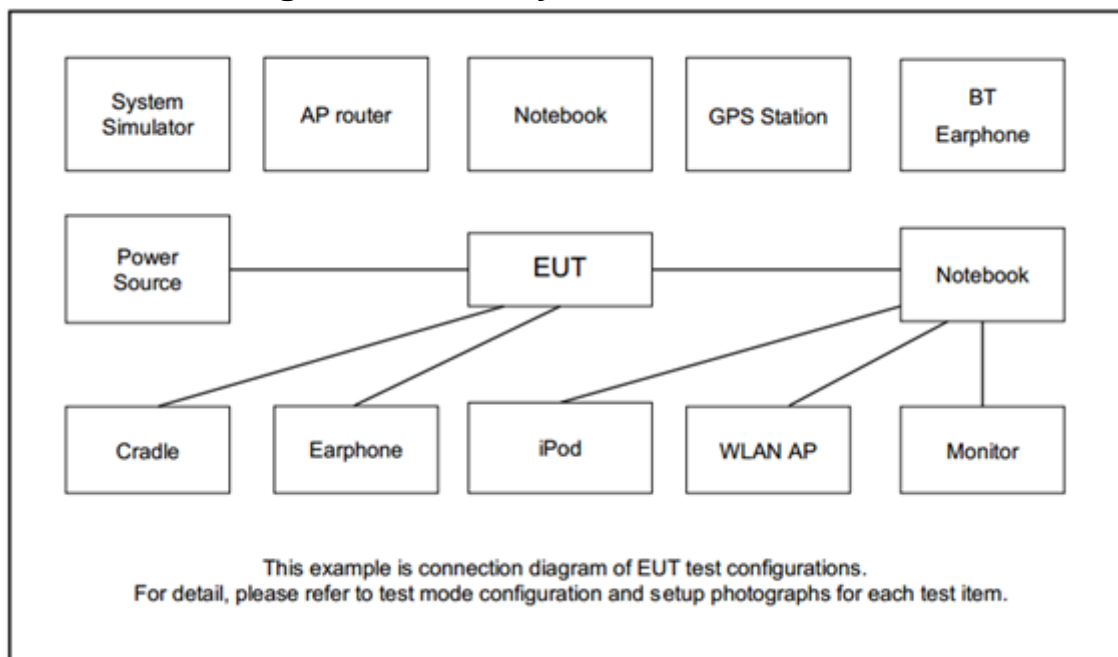 System
Simulator
AP router
Notebook
GPS Station
BT
Earphone
Power
Source
EUT
Notebook
Cradle
Earphone
iPod
WLAN AP
Monitor
This example is connection diagram of EUT test configurations.
For detail, please refer to test mode configuration and setup photographs for each test item.